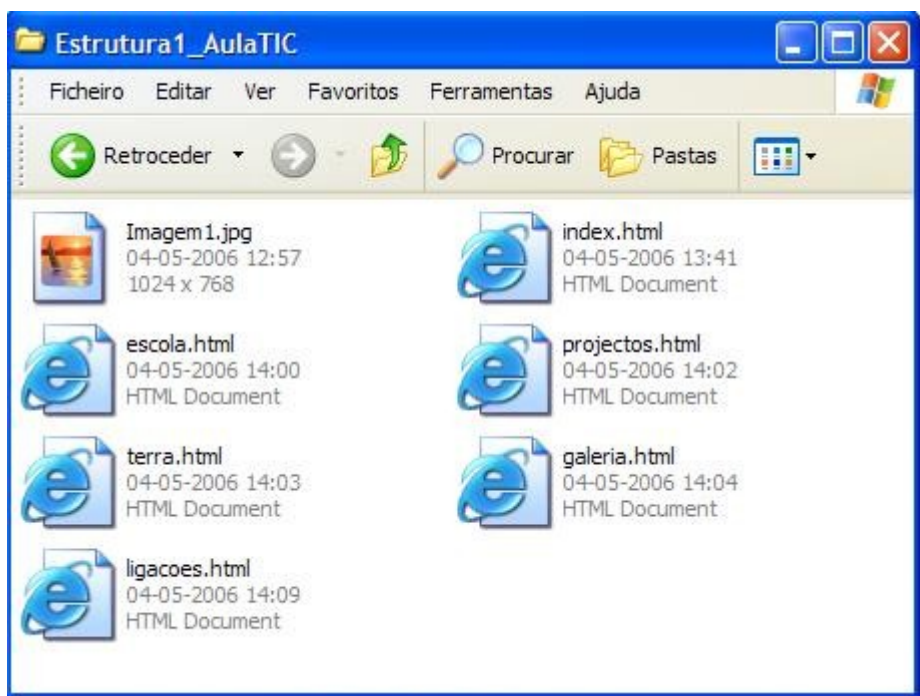 Estrutura1_AulaTIC
Ficheiro Editar Ver Favoritos Ferramentas Ajuda
Retroceder Procurar Pastas
Imagem1.jpg
04-05-2006 12:57
1024 x 768
index.html
04-05-2006 13:41
HTML Document
escola.html
04-05-2006 14:00
HTML Document
projectos.html
04-05-2006 14:02
HTML Document
terra.html
04-05-2006 14:03
HTML Document
galeria.html
04-05-2006 14:04
HTML Document
ligacoes.html
04-05-2006 14:09
HTML Document